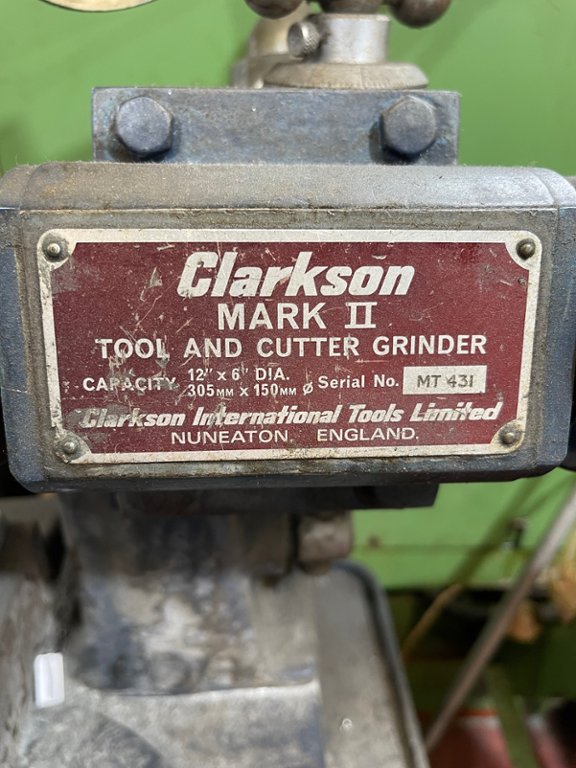 Clarkson
MARK II
TOOL AND CUTTER GRINDER
CAPACITY 12" x 6" DIA.
305MM x 150MM ø Serial No. MT 431
Clarkson International Tools Limited
NUNEATON, ENGLAND.